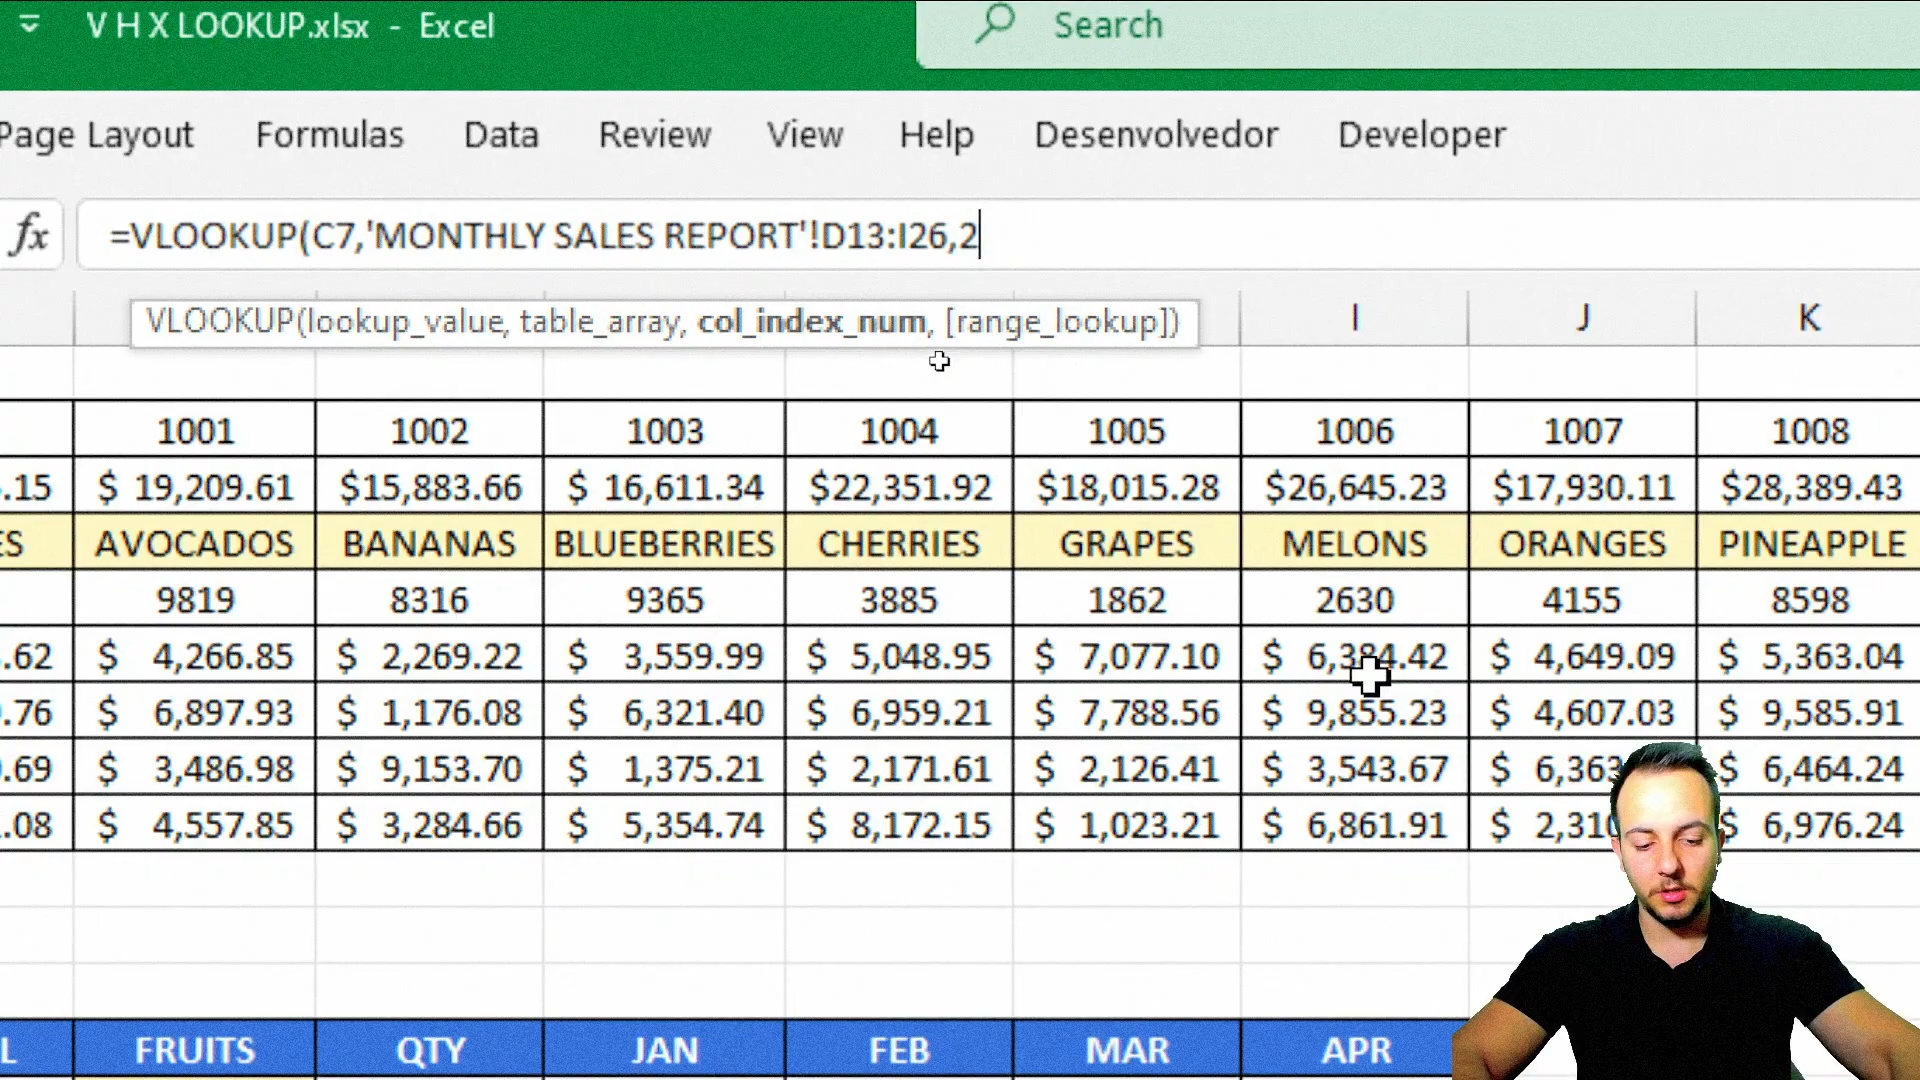 V H X LOOKUP.xlsx - Excel Search
Page Layout Formulas Data Review View Help Desenvolvedor Developer
fx =VLOOKUP(C7,'MONTHLY SALES REPORT'!D13:I26,2
VLOOKUP(lookup_value, table_array, col_index_num, [range_lookup])
I J K
1001 1002 1003 1004 1005 1006 1007 1008
.15 $ 19,209.61 $15,883.66 $ 16,611.34 $22,351.92 $18,015.28 $26,645.23 $17,930.11 $28,389.43
ES AVOCADOS BANANAS BLUEBERRIES CHERRIES GRAPES MELONS ORANGES PINEAPPLE
9819 8316 9365 3885 1862 2630 4155 8598
.62 $ 4,266.85 $ 2,269.22 $ 3,559.99 $ 5,048.95 $ 7,077.10 $ 6,384.42 $ 4,649.09 $ 5,363.04
.76 $ 6,897.93 $ 1,176.08 $ 6,321.40 $ 6,959.21 $ 7,788.56 $ 9,855.23 $ 4,607.03 $ 9,585.91
.69 $ 3,486.98 $ 9,153.70 $ 1,375.21 $ 2,171.61 $ 2,126.41 $ 3,543.67 $ 6,363 $ 6,464.24
.08 $ 4,557.85 $ 3,284.66 $ 5,354.74 $ 8,172.15 $ 1,023.21 $ 6,861.91 $ 2,310 $ 6,976.24
L FRUITS QTY JAN FEB MAR APR